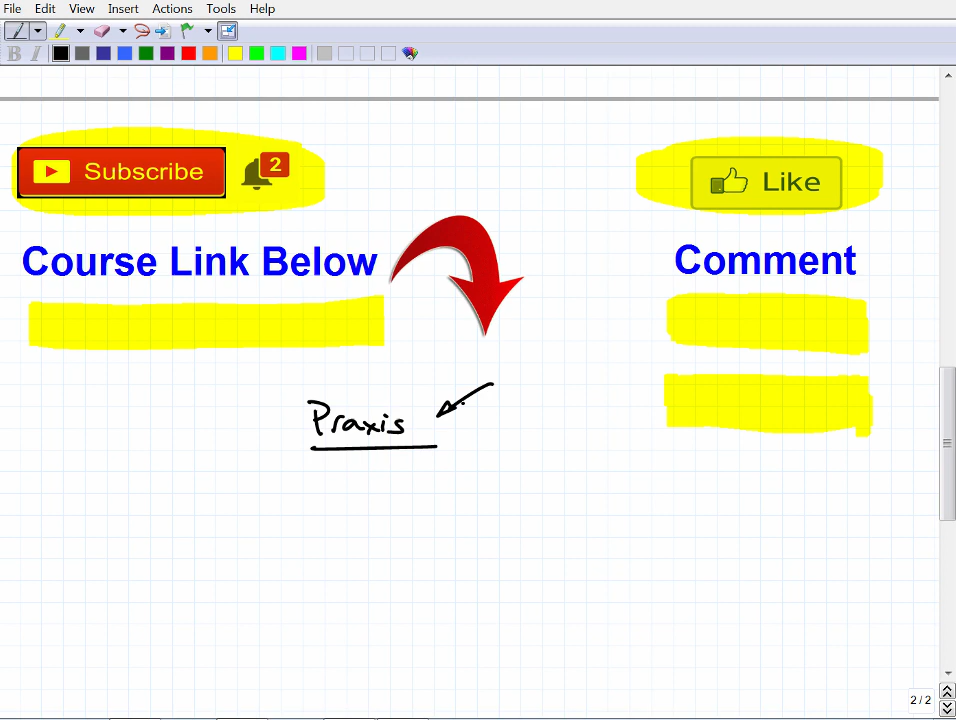 File Edit View Insert Actions Tools Help
B I
Subscribe 2
Like
Course Link Below
Comment
Praxis
2 / 2